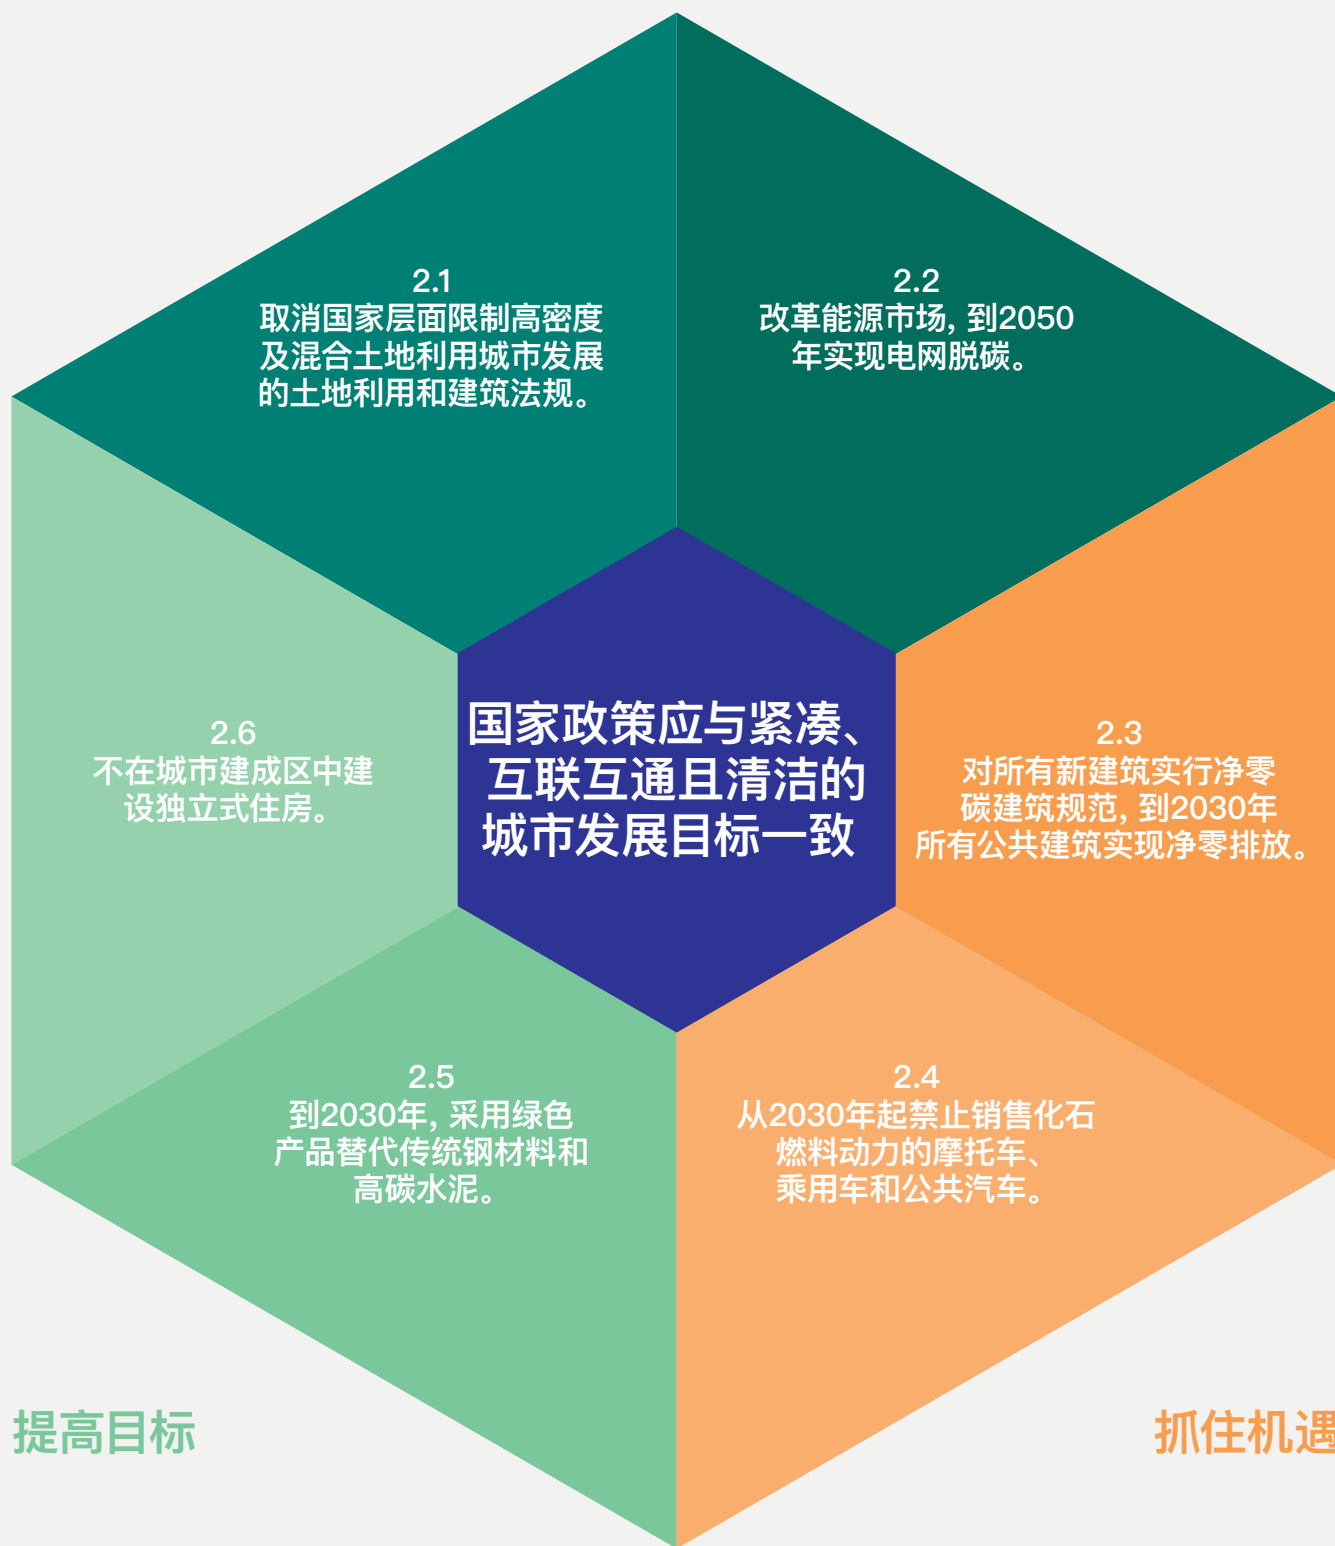 2.1
取消国家层面限制高密度
及混合土地利用城市发展
的土地利用和建筑法规。
2.2
改革能源市场, 到2050
年实现电网脱碳。
国家政策应与紧凑、
互联互通且清洁的
城市发展目标一致
2.3
对所有新建筑实行净零
碳建筑规范, 到2030年
所有公共建筑实现净零排放。
2.4
从2030年起禁止销售化石
燃料动力的摩托车、
乘用车和公共汽车。
2.5
到2030年, 采用绿色
产品替代传统钢材料和
高碳水泥。
2.6
不在城市建成区中建
设独立式住房。
提高目标
抓住机遇